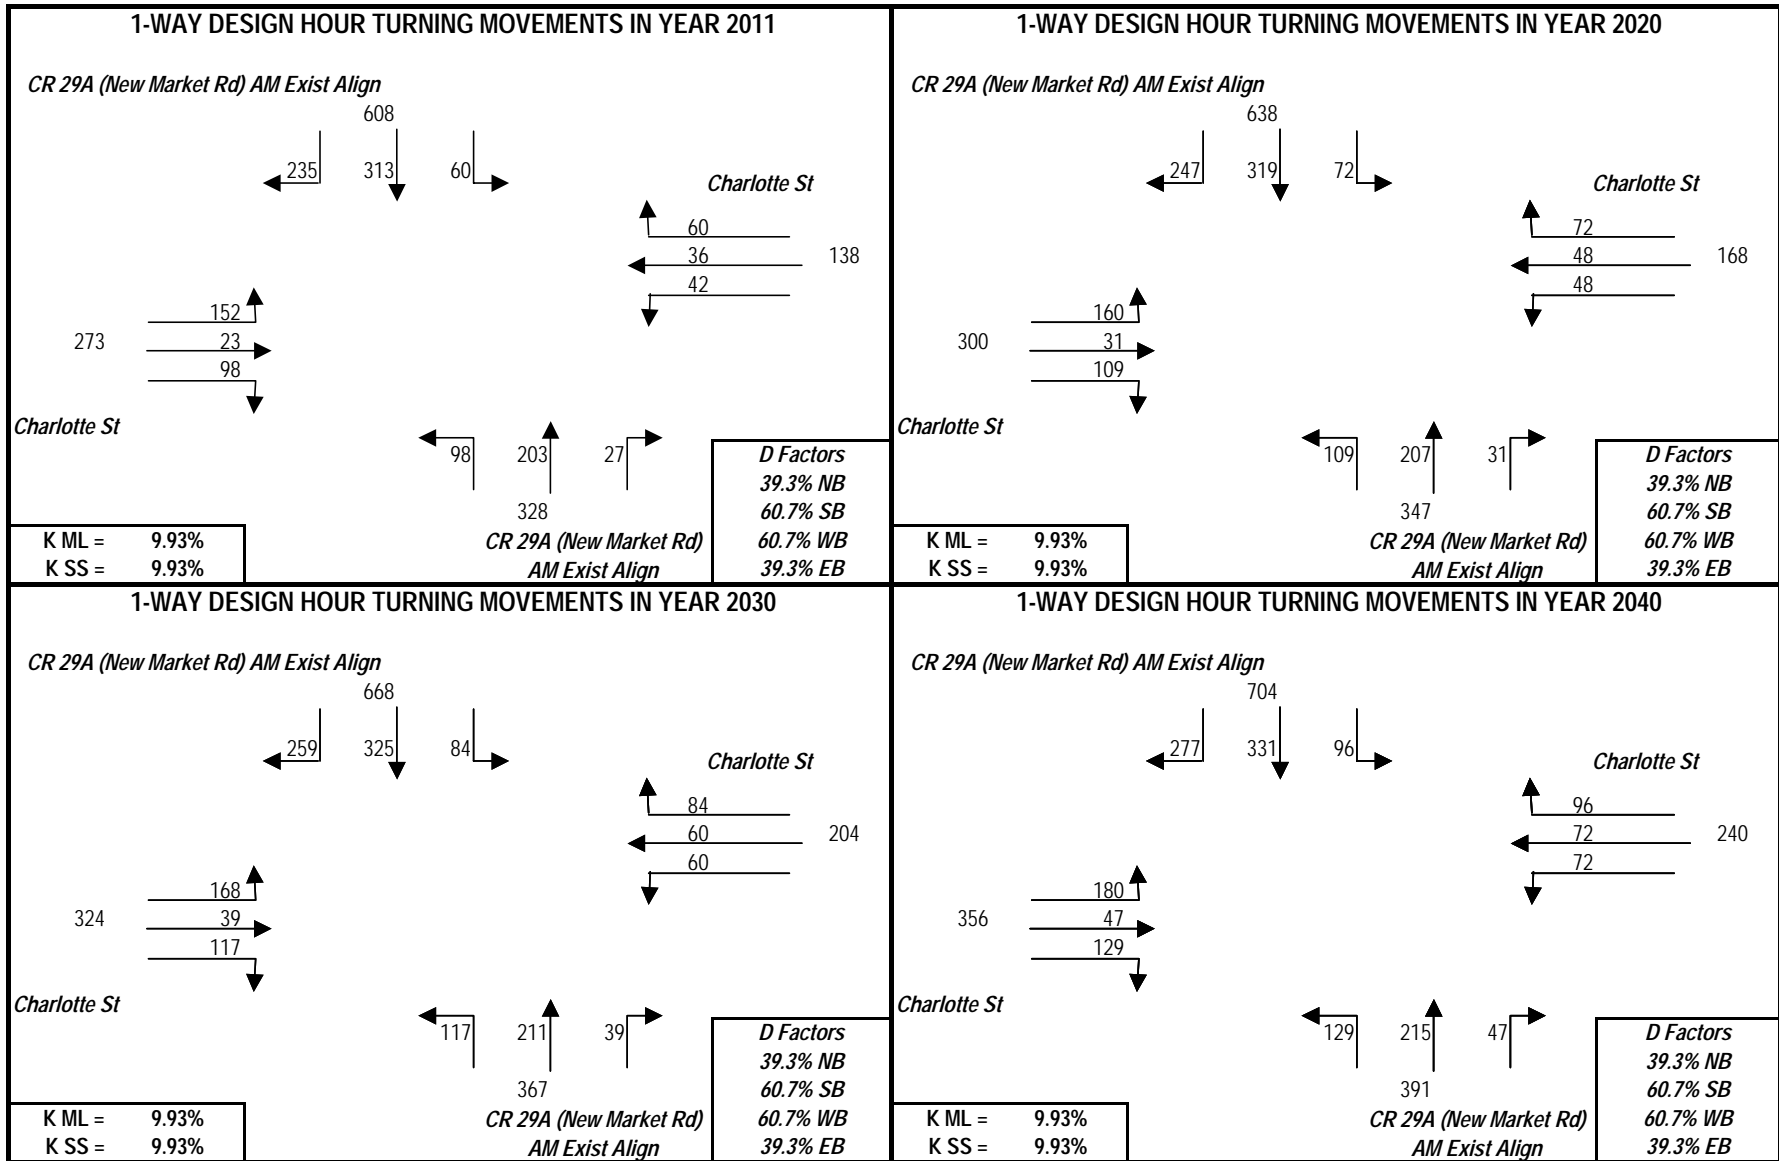 1-WAY DESIGN HOUR TURNING MOVEMENTS IN YEAR 2011
CR 29A (New Market Rd) AM Exist Align
608
235 313 60
Charlotte St
60
36 138
42
152
273 23
98
Charlotte St
98 203 27
328
CR 29A (New Market Rd)
AM Exist Align
D Factors
39.3% NB
60.7% SB
60.7% WB
39.3% EB
K ML = 9.93%
K SS = 9.93%
1-WAY DESIGN HOUR TURNING MOVEMENTS IN YEAR 2020
CR 29A (New Market Rd) AM Exist Align
638
247 319 72
Charlotte St
72
48 168
48
160
300 31
109
Charlotte St
109 207 31
347
CR 29A (New Market Rd)
AM Exist Align
D Factors
39.3% NB
60.7% SB
60.7% WB
39.3% EB
K ML = 9.93%
K SS = 9.93%
1-WAY DESIGN HOUR TURNING MOVEMENTS IN YEAR 2030
CR 29A (New Market Rd) AM Exist Align
668
259 325 84
Charlotte St
84
60 204
60
168
324 39
117
Charlotte St
117 211 39
367
CR 29A (New Market Rd)
AM Exist Align
D Factors
39.3% NB
60.7% SB
60.7% WB
39.3% EB
K ML = 9.93%
K SS = 9.93%
1-WAY DESIGN HOUR TURNING MOVEMENTS IN YEAR 2040
CR 29A (New Market Rd) AM Exist Align
704
277 331 96
Charlotte St
96
72 240
72
180
356 47
129
Charlotte St
129 215 47
391
CR 29A (New Market Rd)
AM Exist Align
D Factors
39.3% NB
60.7% SB
60.7% WB
39.3% EB
K ML = 9.93%
K SS = 9.93%